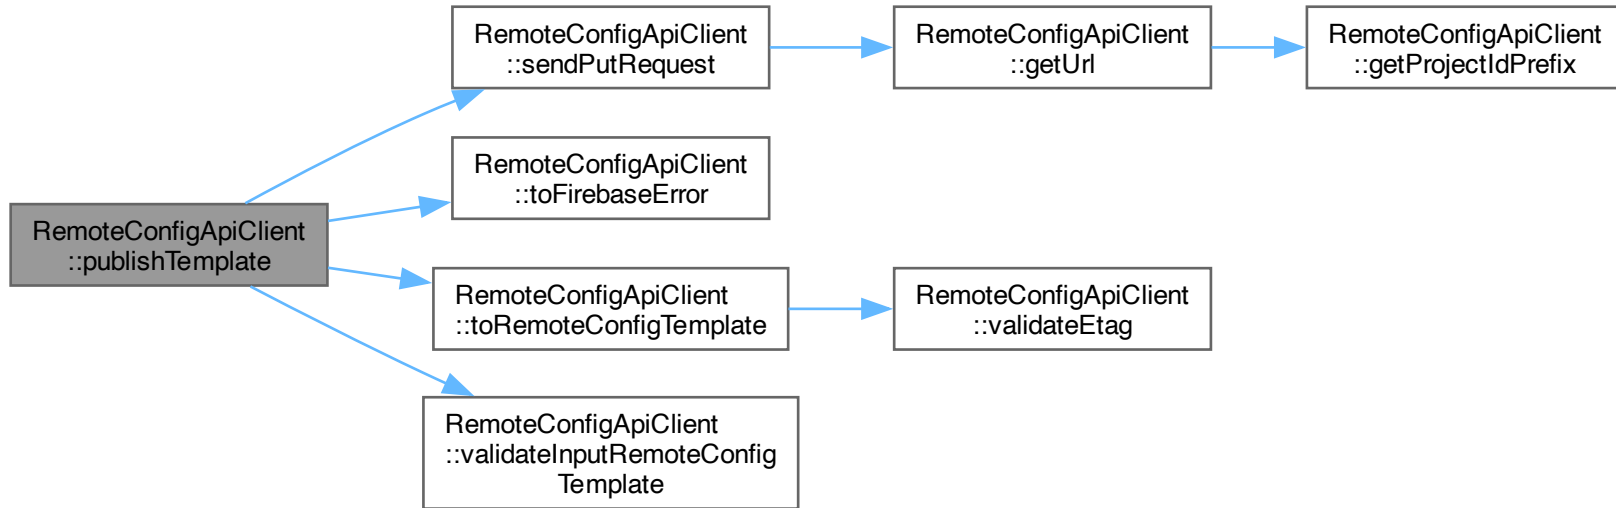 RemoteConfigApiClient
::publishTemplate
RemoteConfigApiClient
::sendPutRequest
RemoteConfigApiClient
::getUrl
RemoteConfigApiClient
::getProjectIdPrefix
RemoteConfigApiClient
::toFirebaseError
RemoteConfigApiClient
::toRemoteConfigTemplate
RemoteConfigApiClient
::validateEtag
RemoteConfigApiClient
::validateInputRemoteConfig
Template